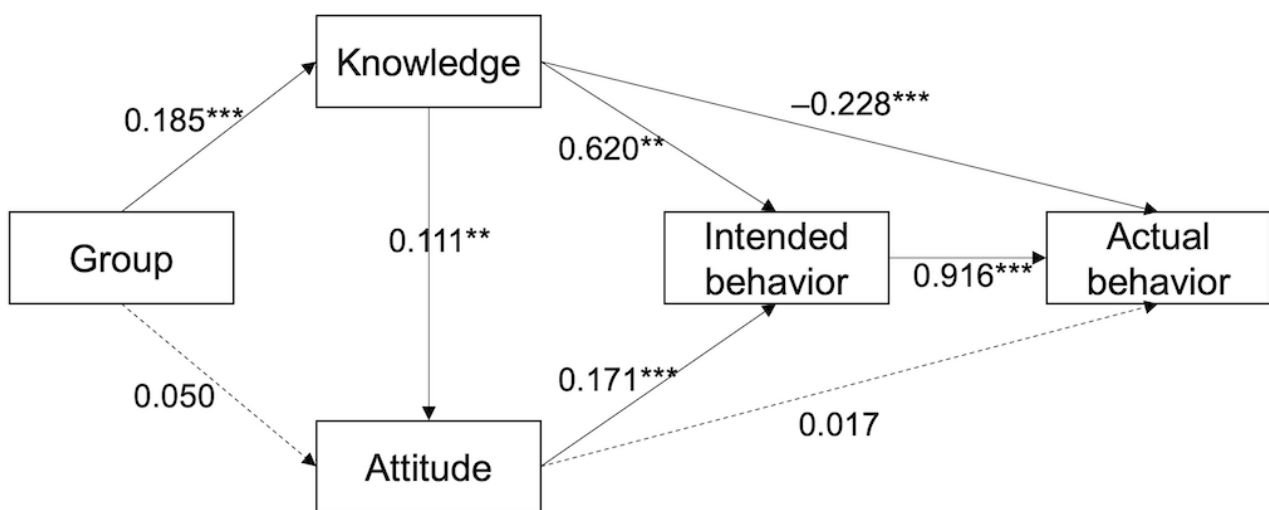 Knowledge
–0.228***
0.185***
0.620**
Group
0.111**
Intended
behavior
0.916***
Actual
behavior
0.050
0.171***
0.017
Attitude